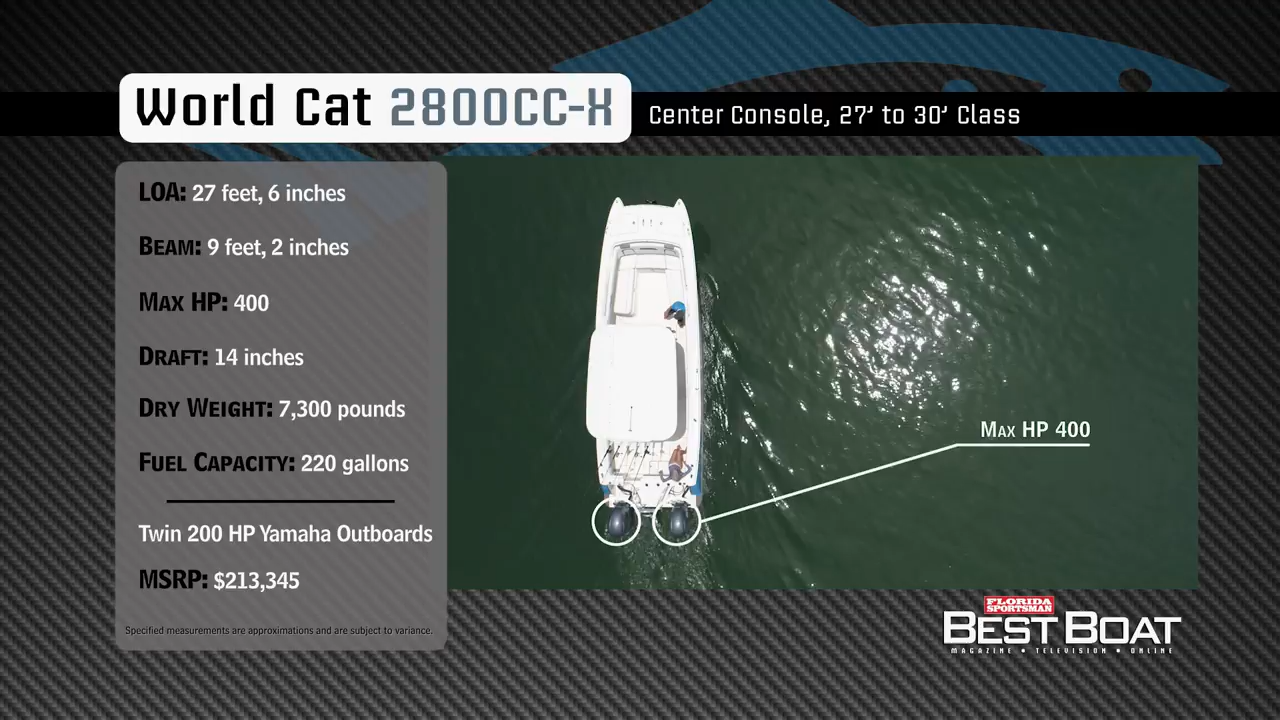 World Cat 2800CC-X
Center Console, 27’ to 30’ Class
LOA: 27 feet, 6 inches
BEAM: 9 feet, 2 inches
MAX HP: 400
DRAFT: 14 inches
DRY WEIGHT: 7,300 pounds
FUEL CAPACITY: 220 gallons
Twin 200 HP Yamaha Outboards
MSRP: $213,345
Specified measurements are approximations and are subject to variance.
MAX HP 400
FLORIDA
SPORTSMAN
BEST BOAT
MAGAZINE • TELEVISION • ONLINE